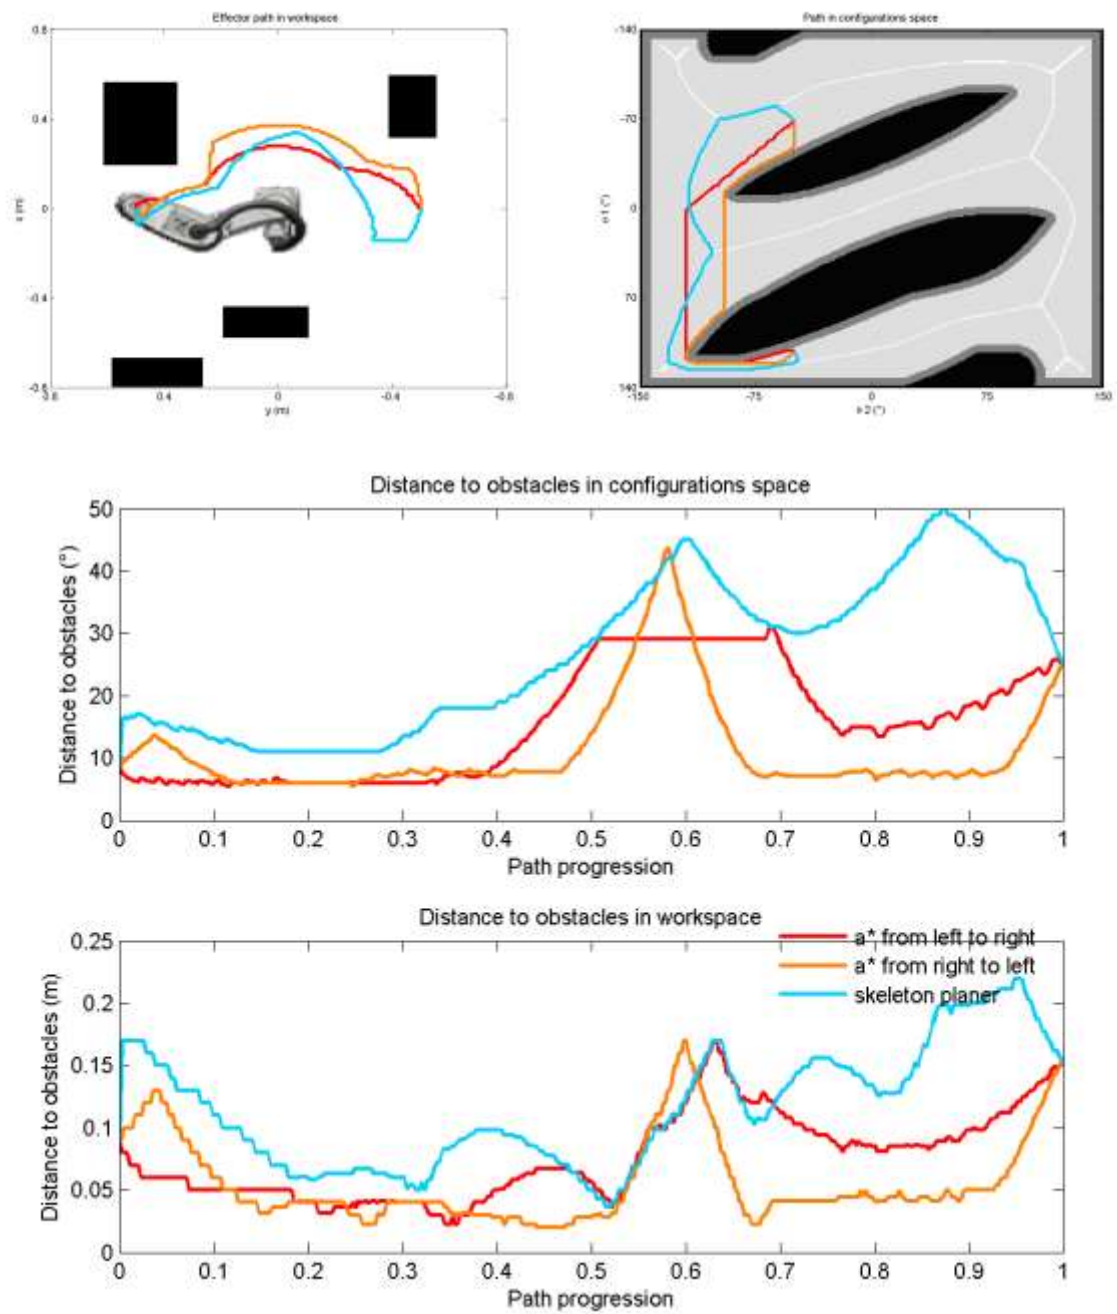 Effector path in workspace
0.8
0.4
0
-0.4
-0.8
z (m)
0.8
0.4
0
-0.4
-0.8
y (m)
Path in configurations space
-140
-70
0
70
140
-150
-75
0
75
150
Distance to obstacles in configurations space
50
40
30
20
10
0
Distance to obstacles (°)
0 0.1 0.2 0.3 0.4 0.5 0.6 0.7 0.8 0.9 1
Path progression
Distance to obstacles in workspace
a* from left to right
a* from right to left
skeleton planer
0.25
0.2
0.15
0.1
0.05
0
Distance to obstacles (m)
0 0.1 0.2 0.3 0.4 0.5 0.6 0.7 0.8 0.9 1
Path progression